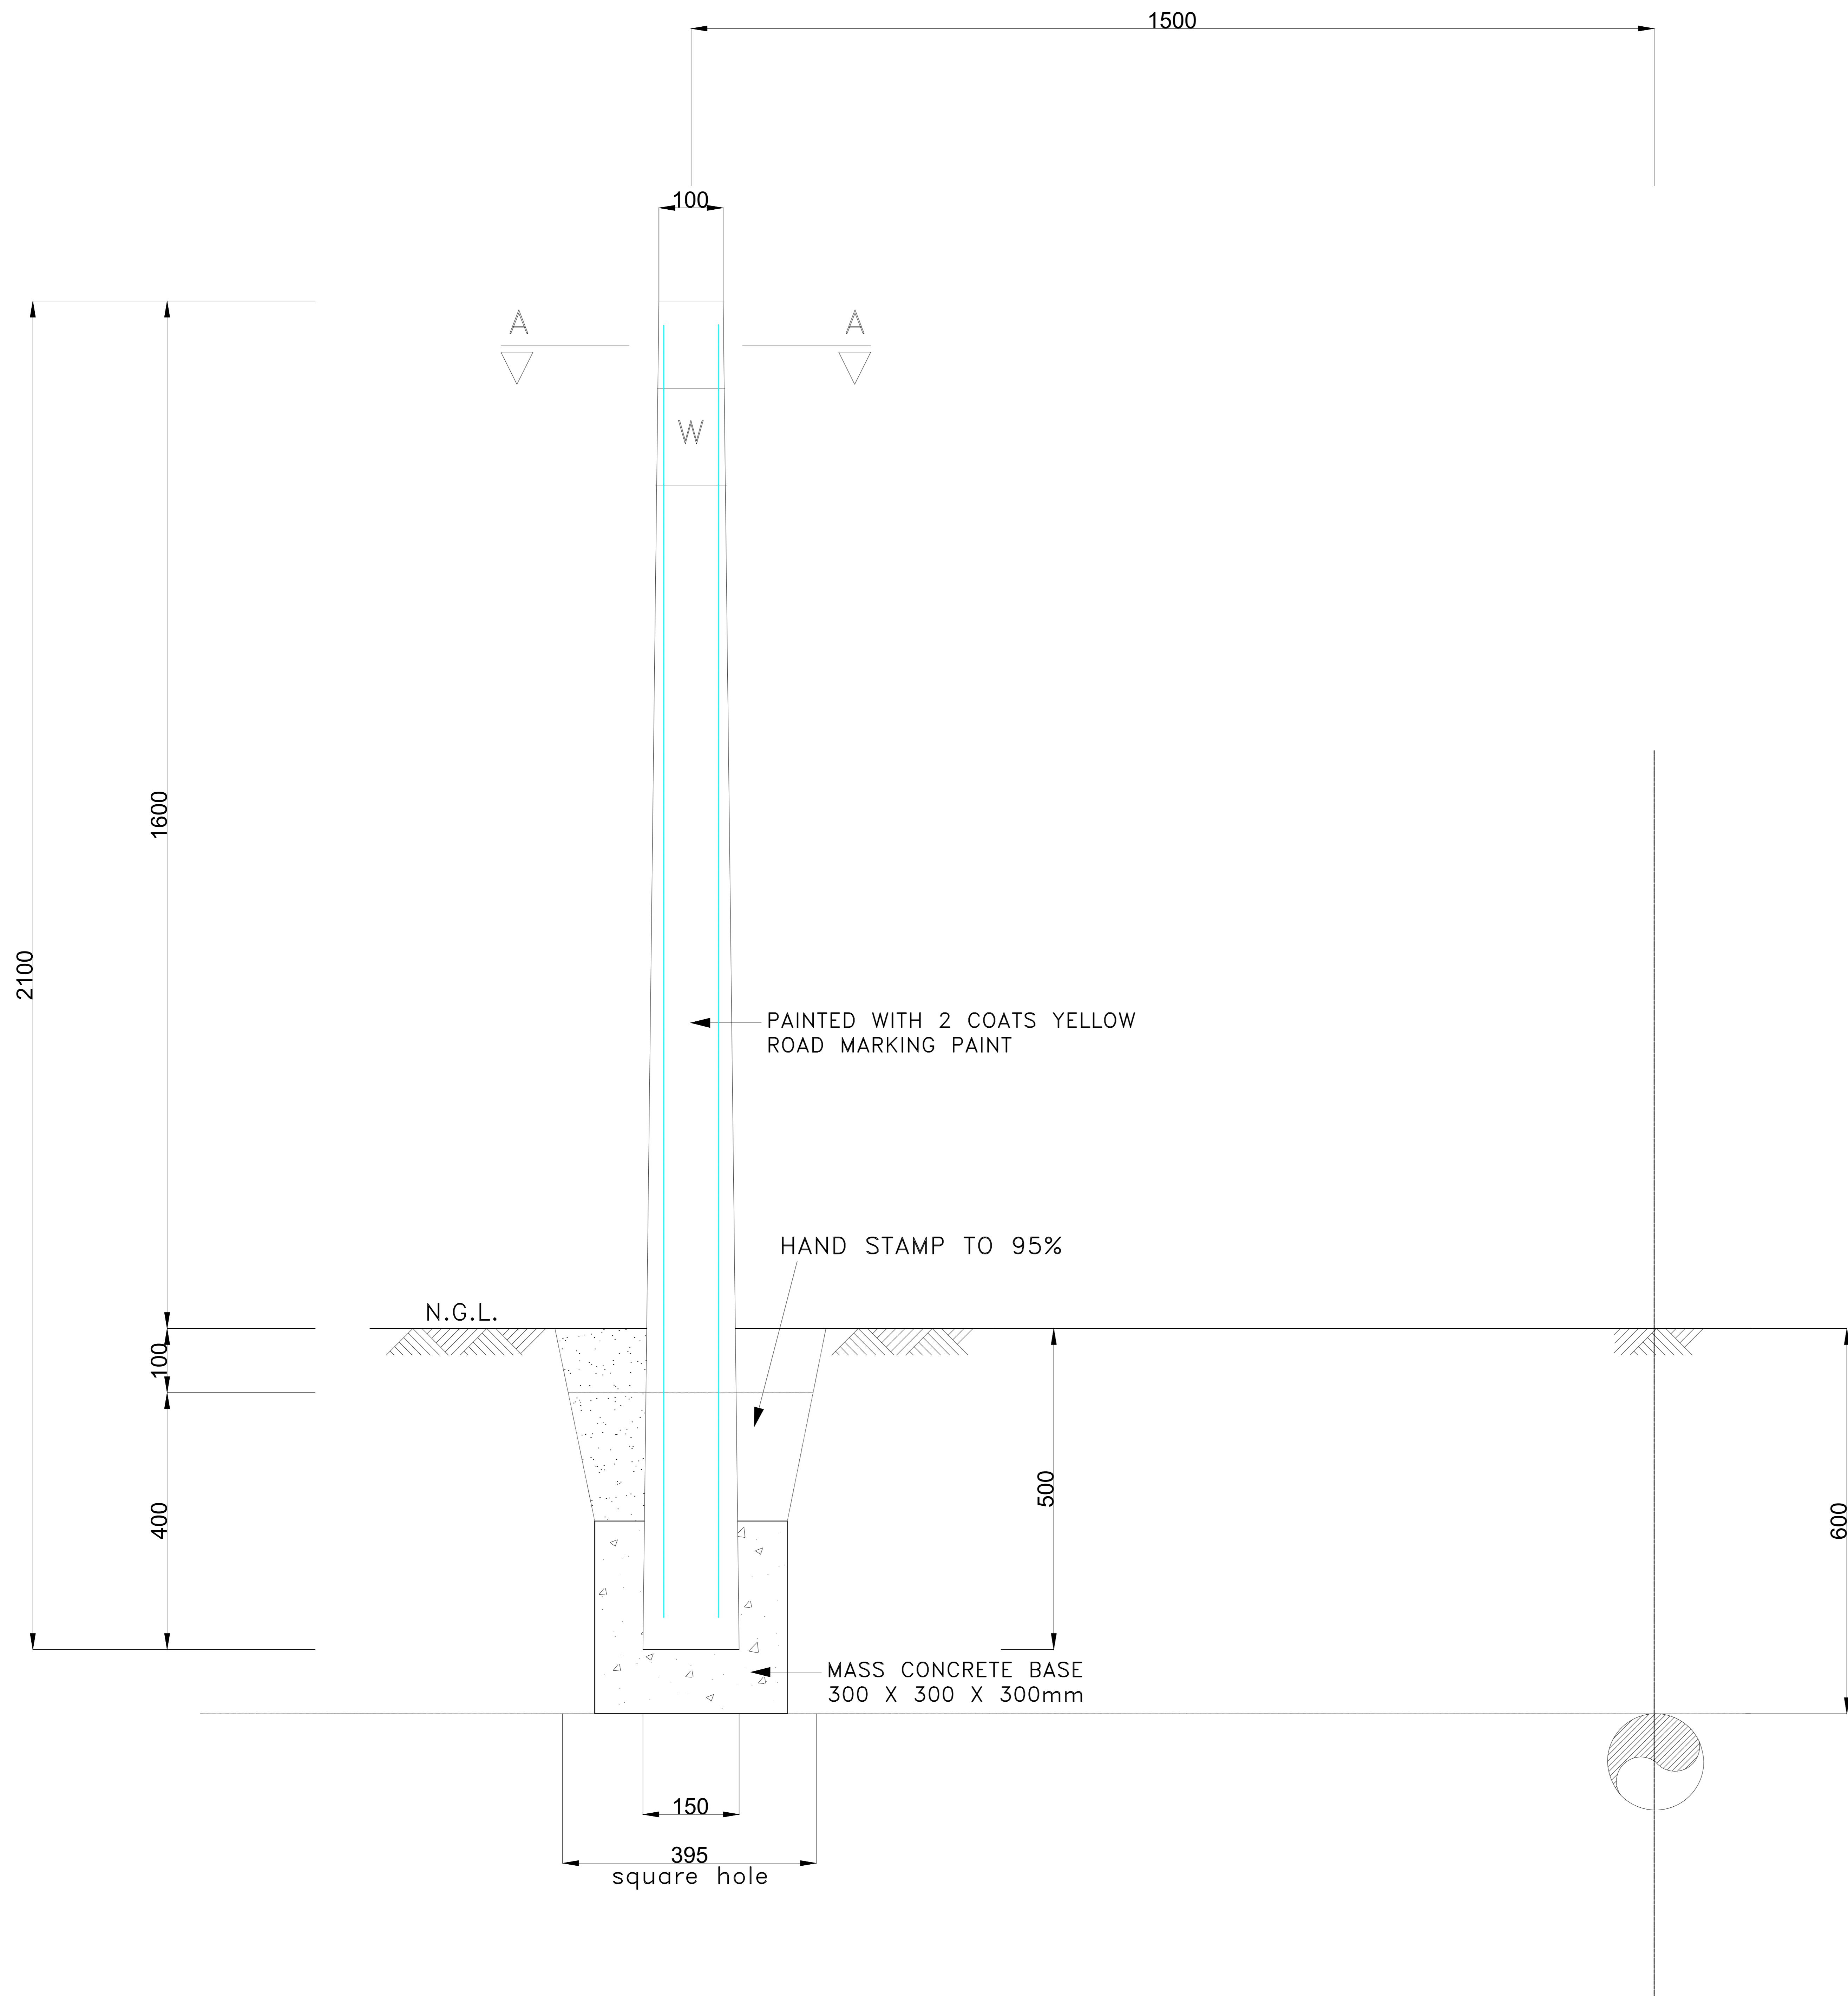 1500
100
A A
W
1600
2100
PAINTED WITH 2 COATS YELLOW
ROAD MARKING PAINT
HAND STAMP TO 95%
N.G.L.
100
400
500
600
MASS CONCRETE BASE
300 X 300 X 300mm
150
395
square hole